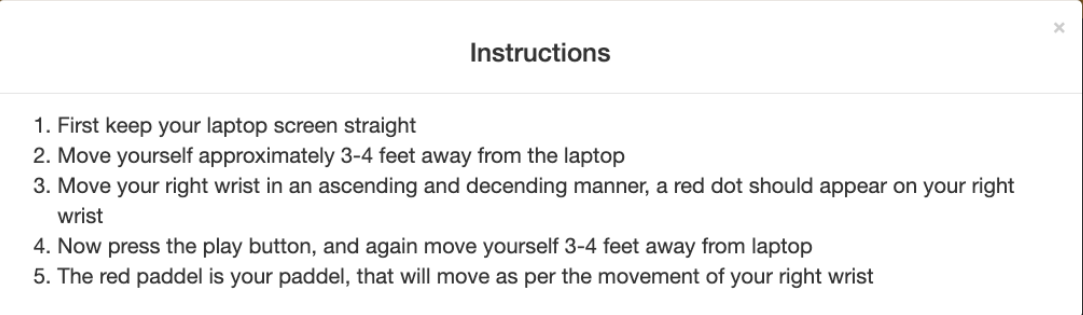 Instructions
1. First keep your laptop screen straight
2. Move yourself approximately 3-4 feet away from the laptop
3. Move your right wrist in an ascending and decending manner, a red dot should appear on your right
wrist
4. Now press the play button, and again move yourself 3-4 feet away from laptop
5. The red paddel is your paddel, that will move as per the movement of your right wrist